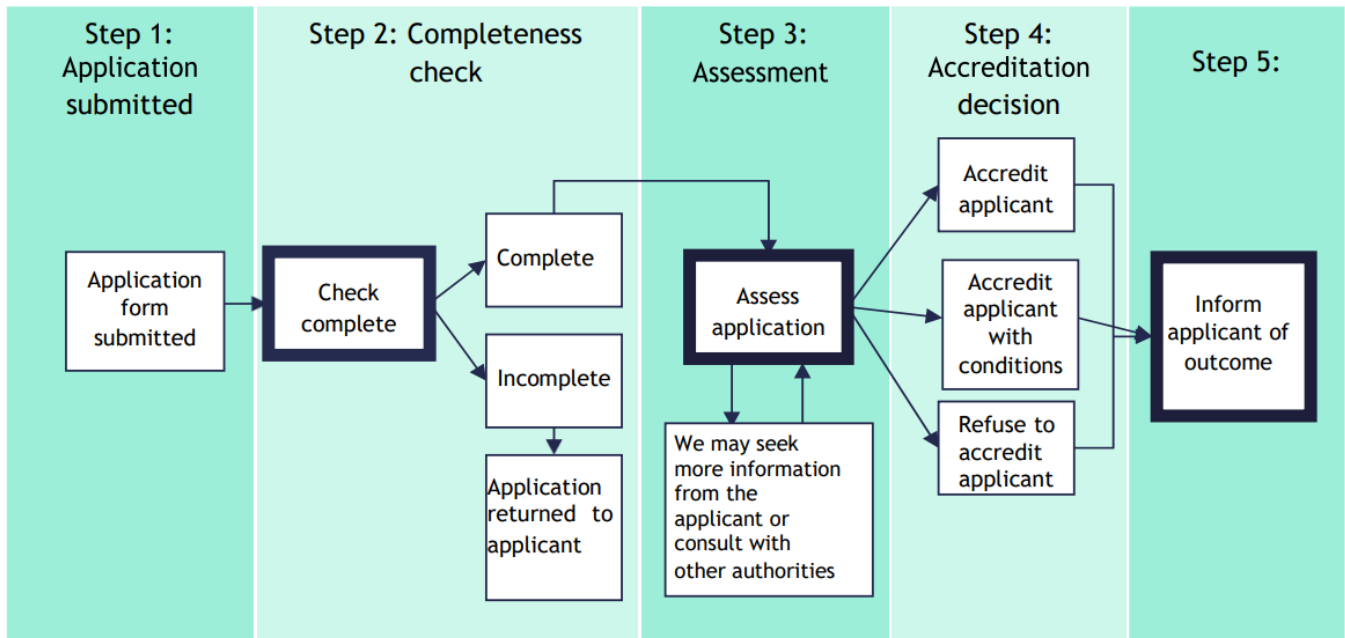 Step 1:
Application
submitted
Step 2: Completeness
check
Step 3:
Assessment
Step 4:
Accreditation
decision
Step 5:
Application
form
submitted
Check
complete
Complete
Incomplete
Application
returned to
applicant
Assess
application
We may seek
more information
from the
applicant or
consult with
other authorities
Accredit
applicant
Accredit
applicant
with
conditions
Refuse to
accredit
applicant
Inform
applicant of
outcome